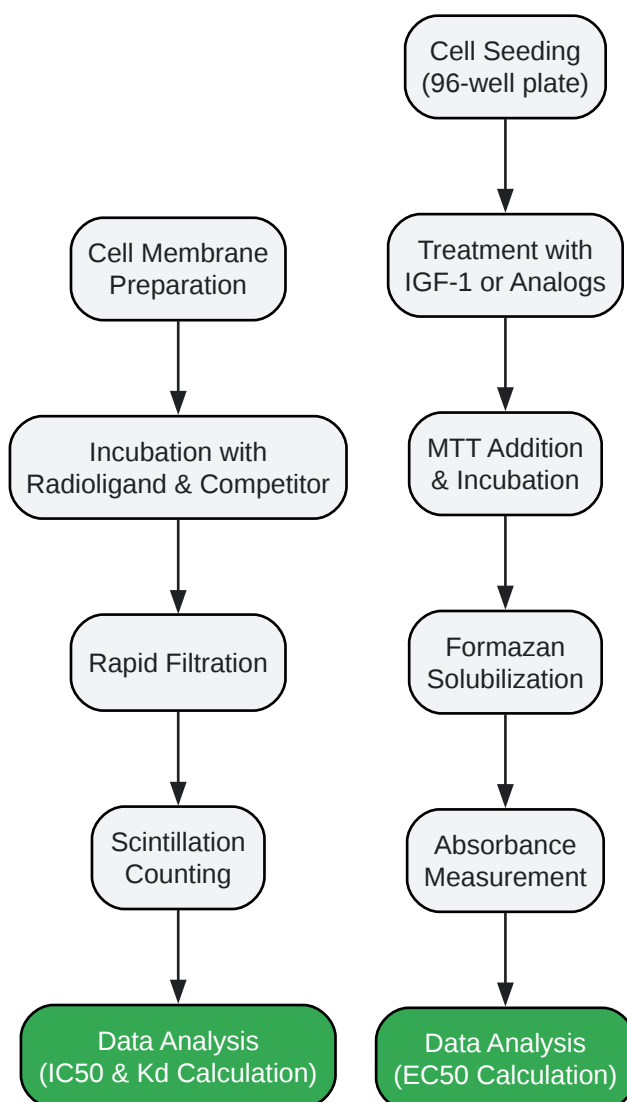 Cell Membrane
Preparation
Incubation with
Radioligand & Competitor
Rapid Filtration
Scintillation
Counting
Data Analysis
(IC50 & Kd Calculation)
Cell Seeding
(96-well plate)
Treatment with
IGF-1 or Analogs
MTT Addition
& Incubation
Formazan
Solubilization
Absorbance
Measurement
Data Analysis
(EC50 Calculation)